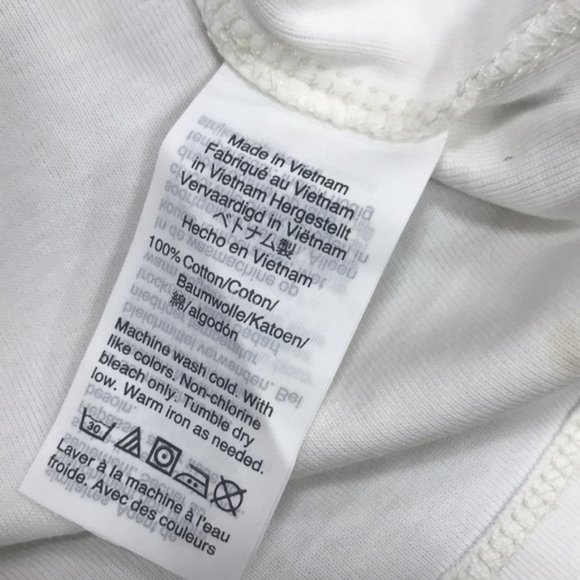 Made in Vietnam
Fabriqué au Vietnam
in Vietnam Hergestellt
Vervaardigd in Viëtnam
ベトナム製
Hecho en Vietnam
100% Cotton/Coton/
Baumwolle/Katoen/
綿/algodón
Machine wash cold. With
like colors. Non-chlorine
bleach only. Tumble dry
low. Warm iron as needed.
30
Laver à la machine à l'eau
froide. Avec des couleurs